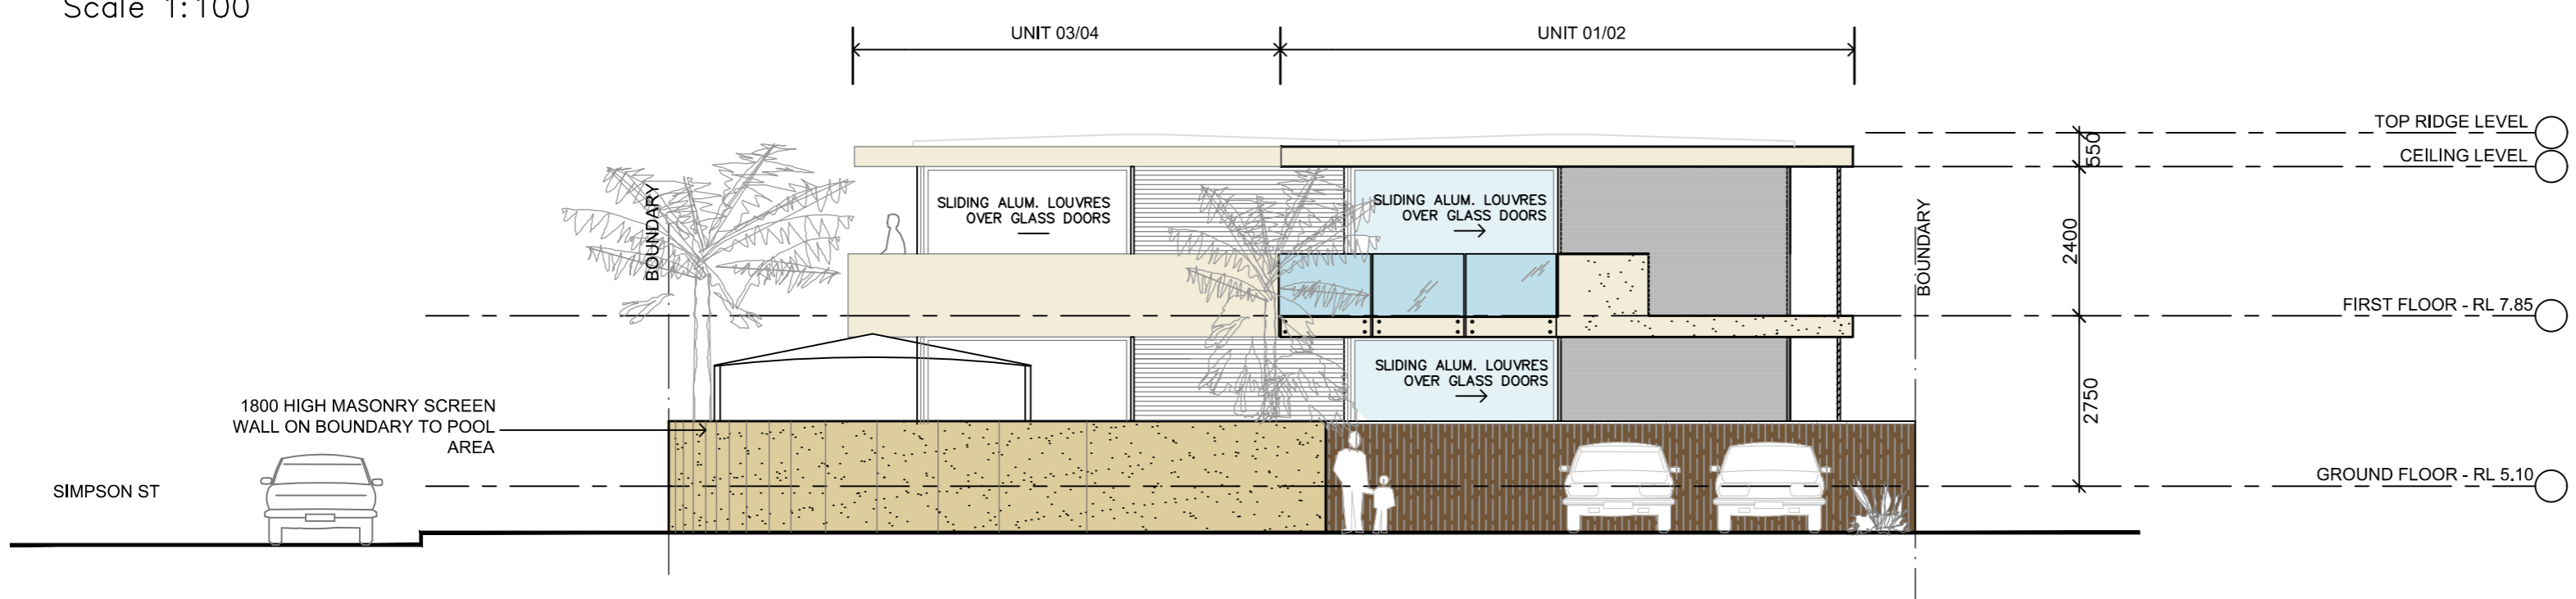 Scale 1:100
UNIT 03/04
UNIT 01/02
TOP RIDGE LEVEL
550
CEILING LEVEL
BOUNDARY
SLIDING ALUM. LOUVRES
OVER GLASS DOORS
SLIDING ALUM. LOUVRES
OVER GLASS DOORS
BOUNDARY
2400
FIRST FLOOR - RL 7.85
SLIDING ALUM. LOUVRES
OVER GLASS DOORS
2750
1800 HIGH MASONRY SCREEN
WALL ON BOUNDARY TO POOL
AREA
SIMPSON ST
GROUND FLOOR - RL 5.10